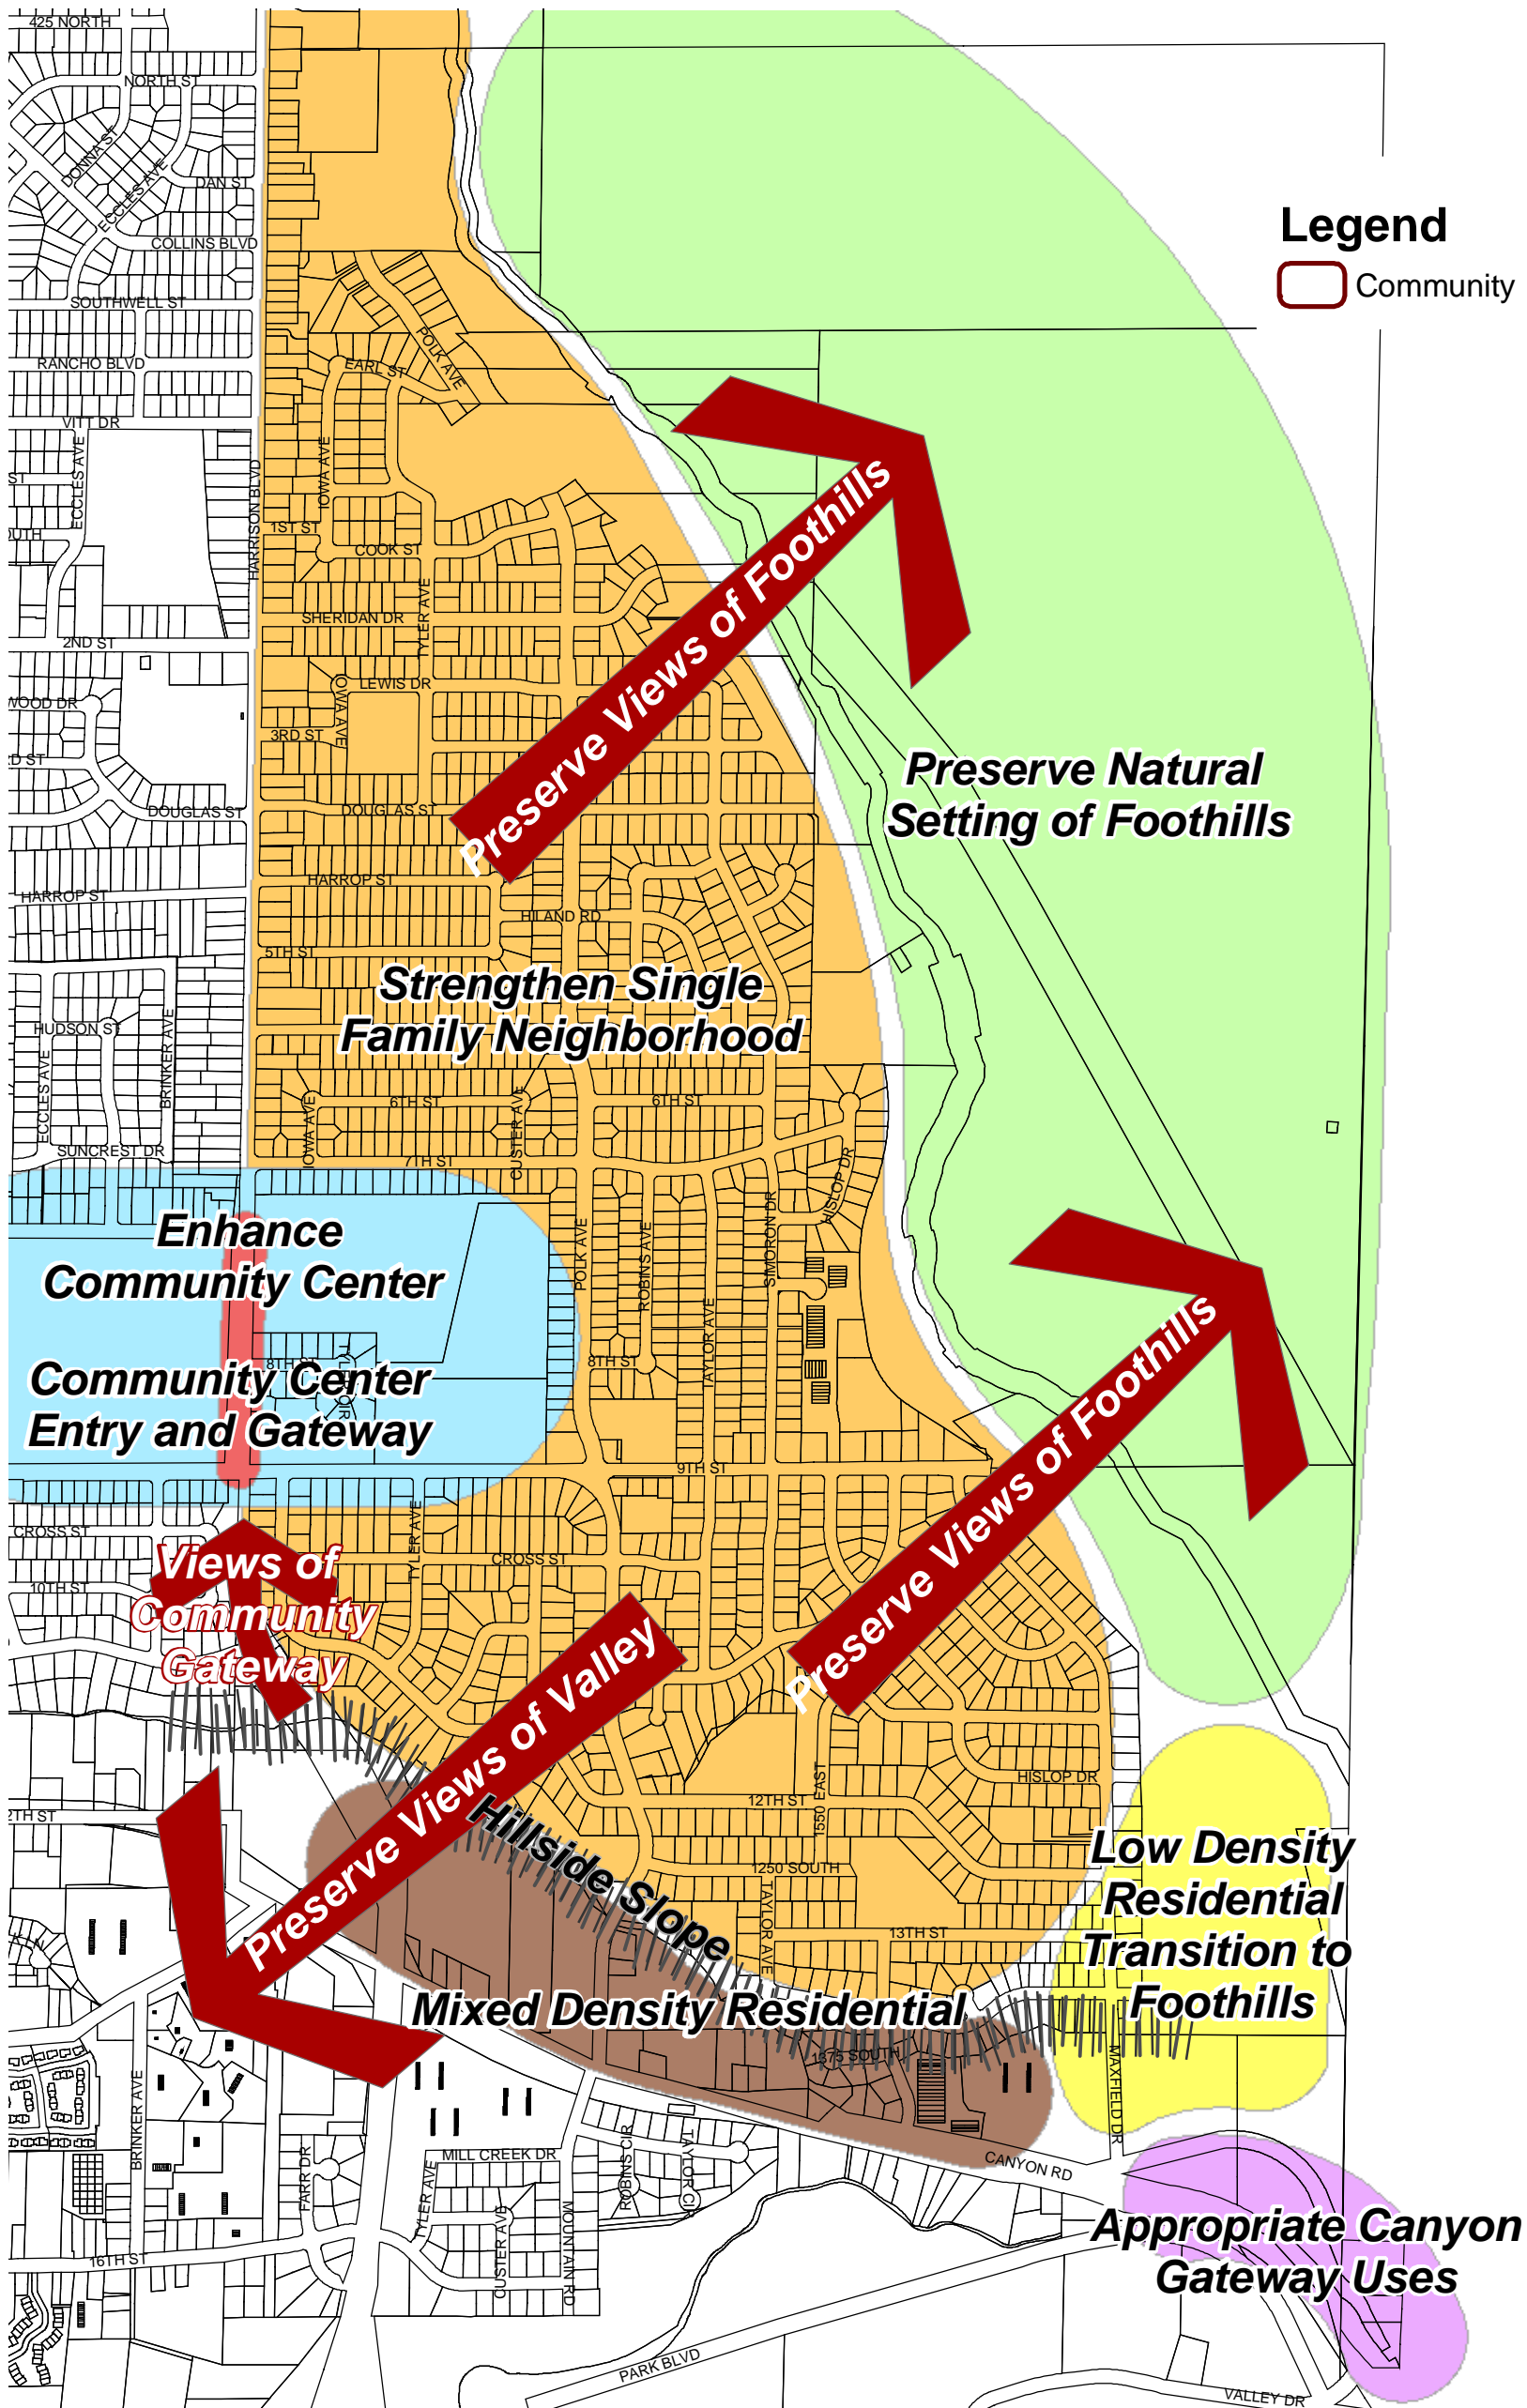 425 NORTH
NORTH ST
DONNA ST
ECCLES AVE
DAN ST
COLLINS BLVD
SOUTHWELL ST
RANCHO BLVD
VITT DR
ECCLES AVE
ST
HARRISON BLVD
2ND ST
WOOD DR
RD ST
DOUGLAS ST
HARROP ST
HUDSON ST
ECCLES AVE
BRINKER AVE
SUNCREST DR
Legend
Community
POLK AVE
EARL ST
IOWA AVE
1ST ST
COOK ST
SHERIDAN DR
TYLER AVE
LEWIS DR
IOWA AVE
3RD ST
DOUGLAS ST
HARROP ST
HILAND RD
5TH ST
Preserve Views of Foothills
Preserve Natural
Setting of Foothills
Strengthen Single
Family Neighborhood
6TH ST
6TH ST
IOWA AVE
CUSTER AVE
7TH ST
HISLOP DR
SIMORON DR
POLK AVE
ROBINS AVE
TAYLOR AVE
8TH ST
9TH ST
Enhance
Community Center
8TH ST
TYLER CIR
Community Center
Entry and Gateway
Preserve Views of Foothills
CROSS ST
10TH ST
Views of
Community
Gateway
TYLER AVE
CROSS ST
Preserve Views of Valley
Hillside Slope
HISLOP DR
12TH ST
1550 EAST
1250 SOUTH
TAYLOR AVE
13TH ST
2TH ST
Low Density
Residential
Transition to
Foothills
Mixed Density Residential
1375 SOUTH
MAXFIELD DR
CANYON RD
BRINKER AVE
FARR DR
MILL CREEK DR
TYLER AVE
CUSTER AVE
MOUNTAIN RD
ROBINS CIR
TAYLOR CIR
16TH ST
Appropriate Canyon
Gateway Uses
PARK BLVD
VALLEY DR